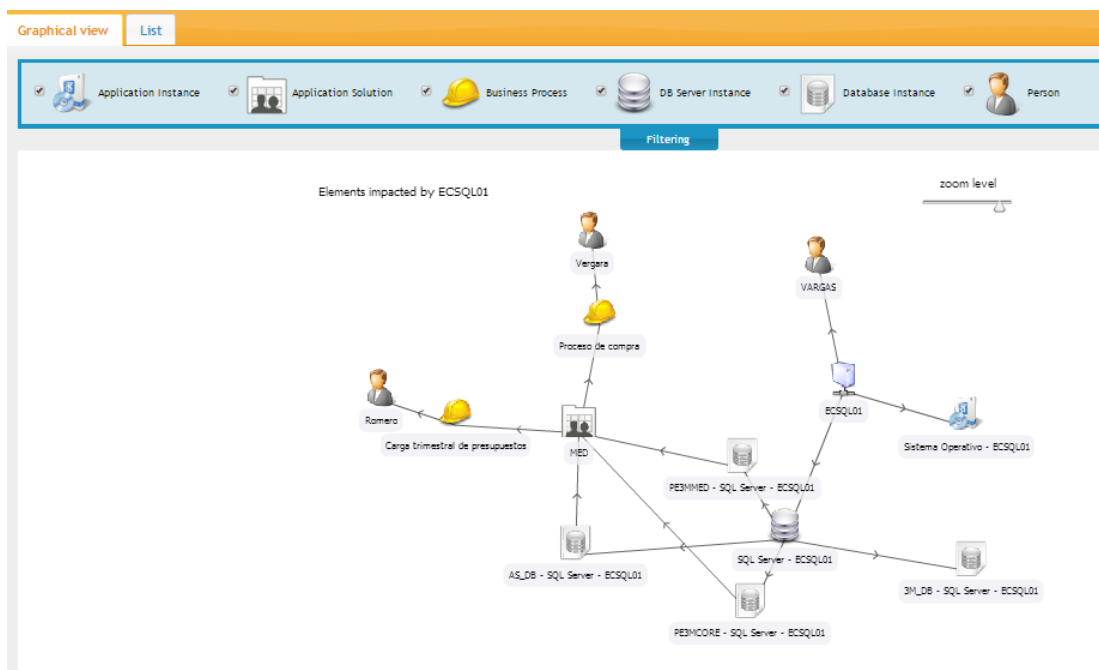 Graphical view
List
Application Instance
Application Solution
Business Process
DB Server Instance
Database Instance
Person
Filtering
Elements impacted by ECSQL01
zoom level
Vergara
VARGAS
Proceso de compra
Romero
ECSQL01
Carga trimestral de presupuestos
MED
Sistema Operativo - ECSQL01
PE3MMED - SQL Server - ECSQL01
SQL Server - ECSQL01
AS_DB - SQL Server - ECSQL01
3M_DB - SQL Server - ECSQL01
PE3MCORE - SQL Server - ECSQL01